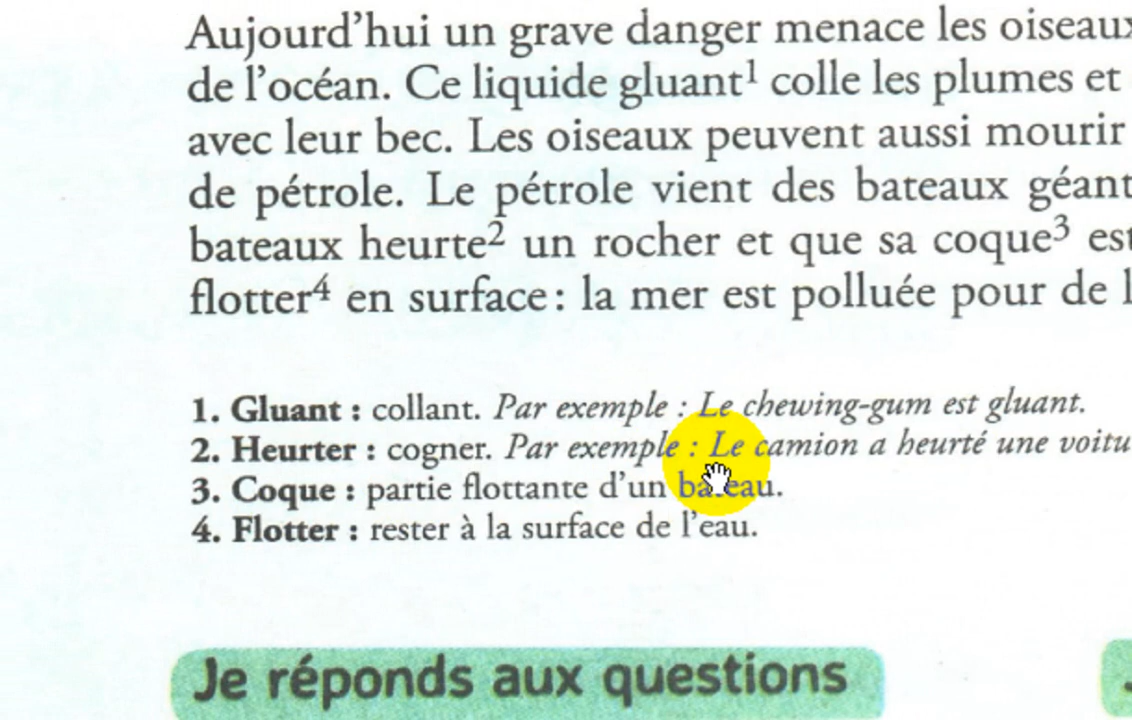 Aujourd'hui un grave danger menace les oiseaux
de l'océan. Ce liquide gluant¹ colle les plumes et
avec leur bec. Les oiseaux peuvent aussi mourir
de pétrole. Le pétrole vient des bateaux géant
bateaux heurte² un rocher et que sa coque³ est
flotter⁴ en surface : la mer est polluée pour de l
1. Gluant : collant. Par exemple : Le chewing-gum est gluant.
2. Heurter : cogner. Par exemple : Le camion a heurté une voitu
3. Coque : partie flottante d'un bateau.
4. Flotter : rester à la surface de l'eau.
Je réponds aux questions